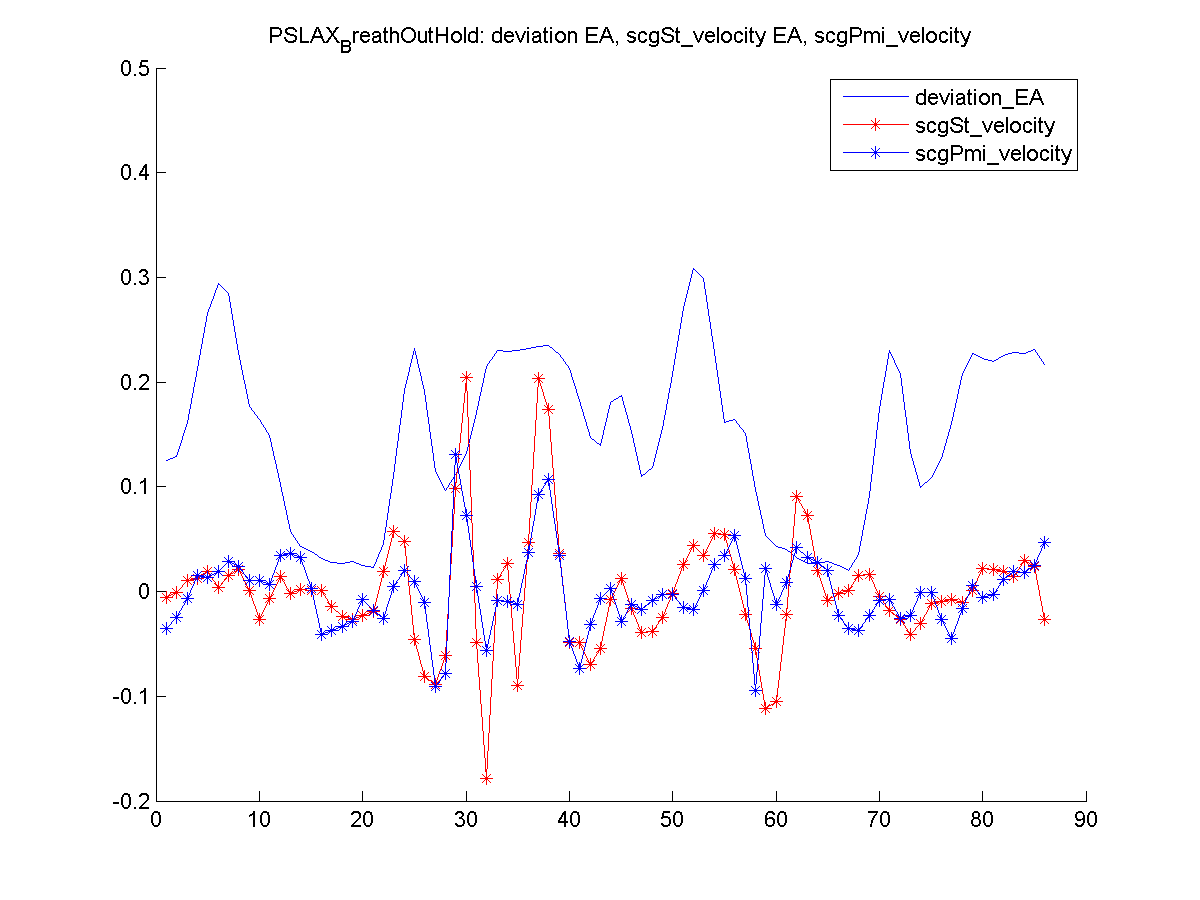 PSLAX_BreathOutHold: deviation EA, scgSt_velocity EA, scgPmi_velocity
0.5
deviation_EA
scgSt_velocity
scgPmi_velocity
0.4
0.3
0.2
0.1
0
-0.1
-0.2
0 10 20 30 40 50 60 70 80 90